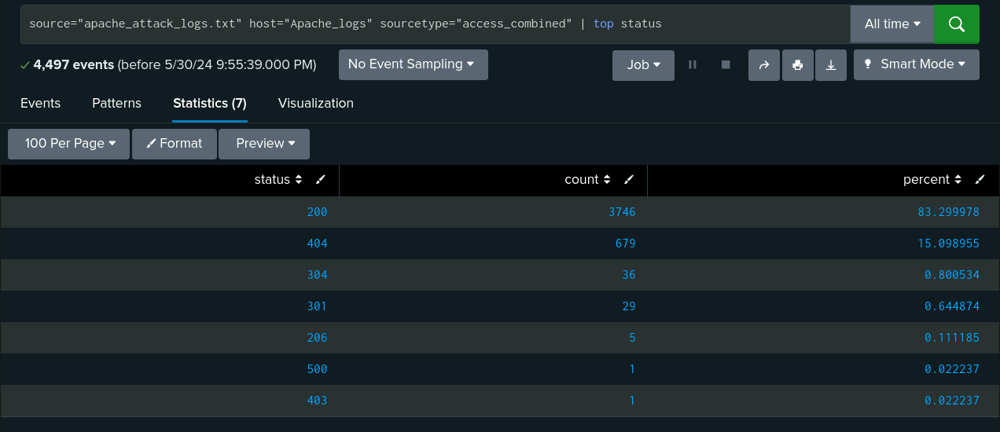 source="apache_attack_logs.txt" host="Apache_logs" sourcetype="access_combined" | top status All time
4,497 events (before 5/30/24 9:55:39.000 PM) No Event Sampling Job Smart Mode
Events Patterns Statistics (7) Visualization
100 Per Page Format Preview
status count percent
200 3746 83.299978
404 679 15.098955
304 36 0.800534
301 29 0.644874
206 5 0.111185
500 1 0.022237
403 1 0.022237